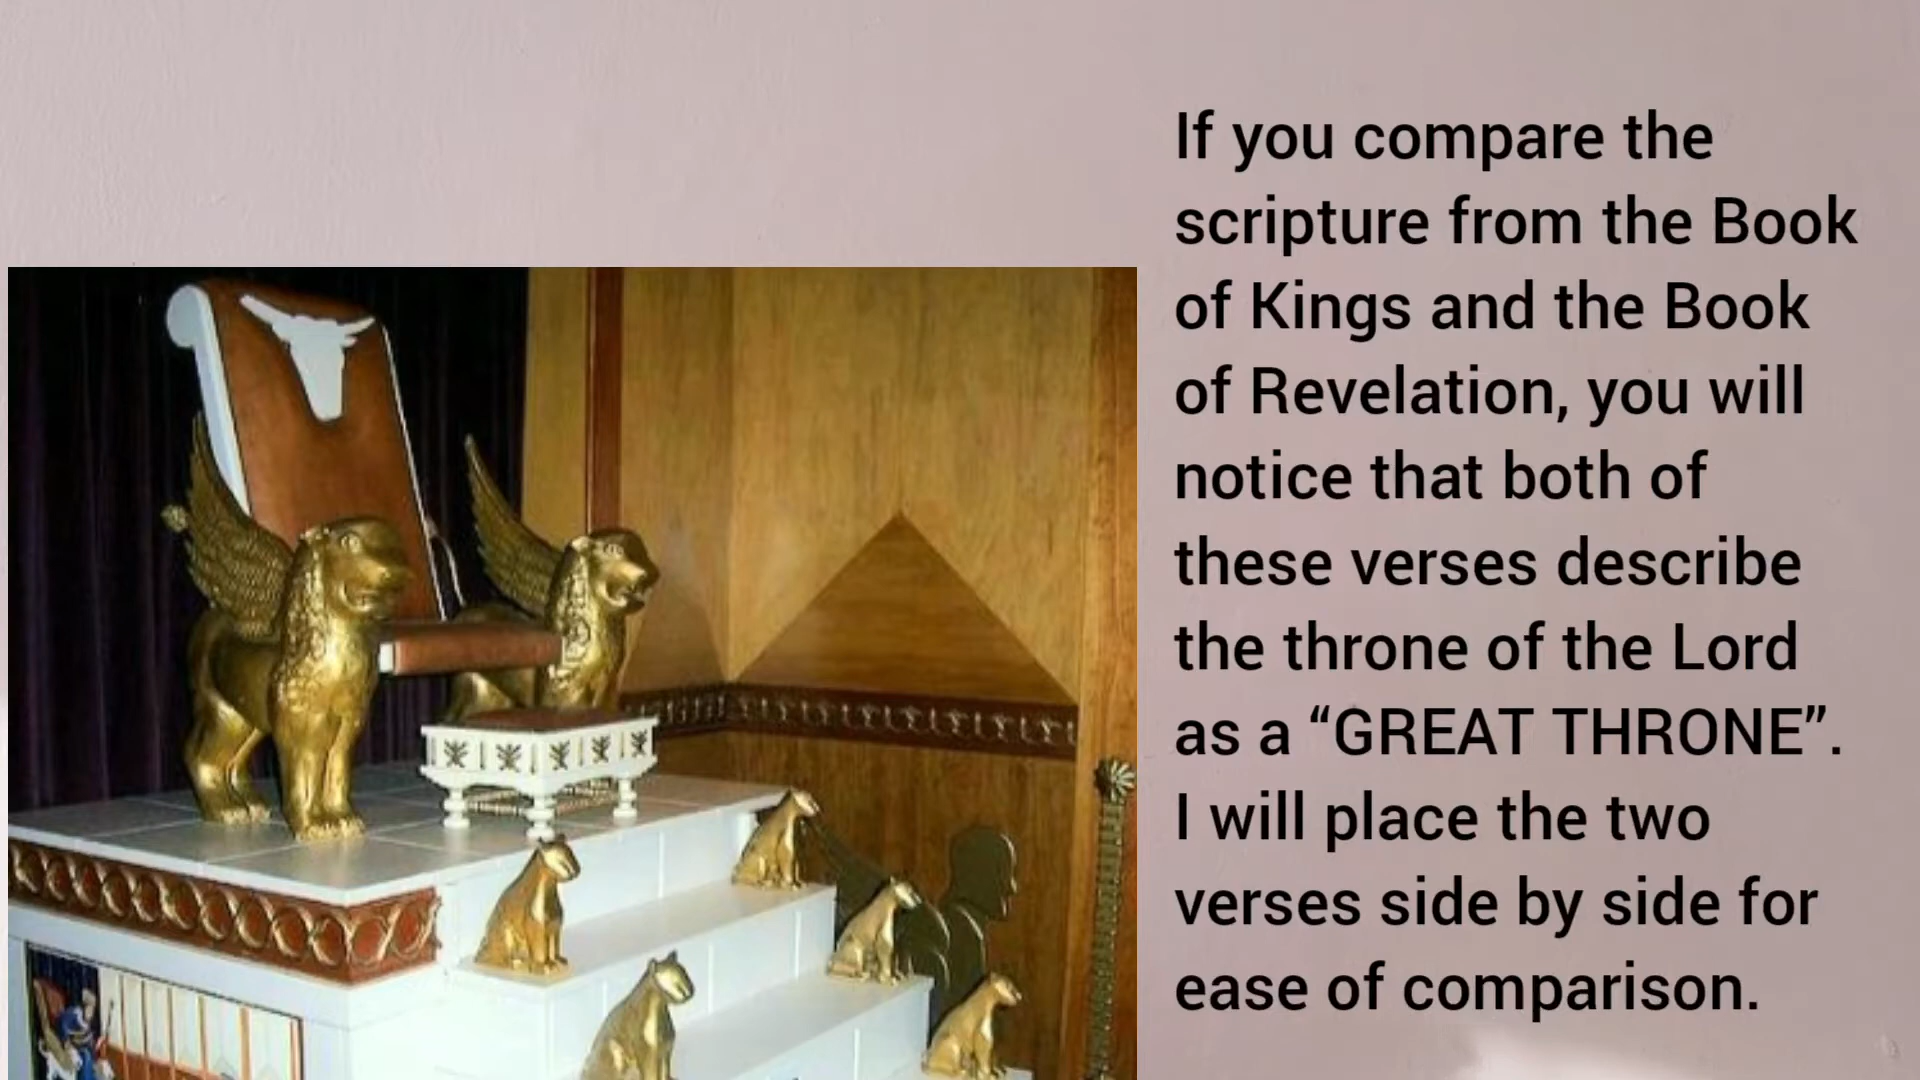 If you compare the
scripture from the Book
of Kings and the Book
of Revelation, you will
notice that both of
these verses describe
the throne of the Lord
as a “GREAT THRONE”.
I will place the two
verses side by side for
ease of comparison.